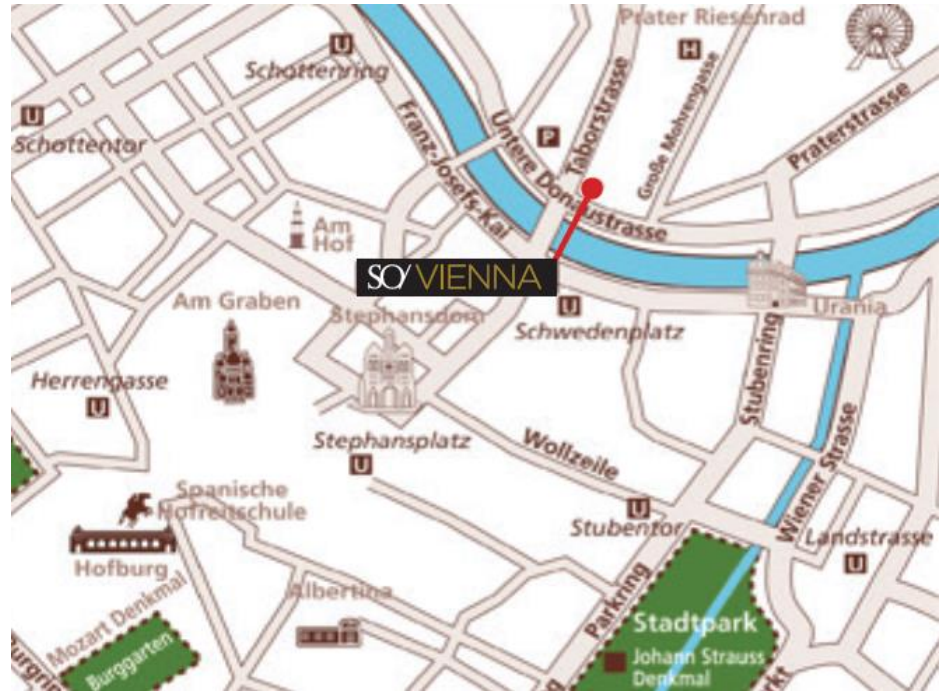 Prater Riesenrad
H
U
Schottenring
U
Schottentor
Franz-Josefs-Kai
Untere Donaustrasse
P
Taborstrasse
Große Mohrengasse
Praterstrasse
Am
Hof
SO/ VIENNA
Am Graben
Stephansdom
U
Schwedenplatz
Urania
Stubenring
Herrengasse
U
Stephansplatz
U
Wollzeile
Wiener Strasse
U
Stubentor
Landstrasse
U
Spanische
Hofreitschule
Hofburg
Mozart Denkmal
Burggarten
Albertina
Parkring
Stadtpark
Johann Strauss
Denkmal